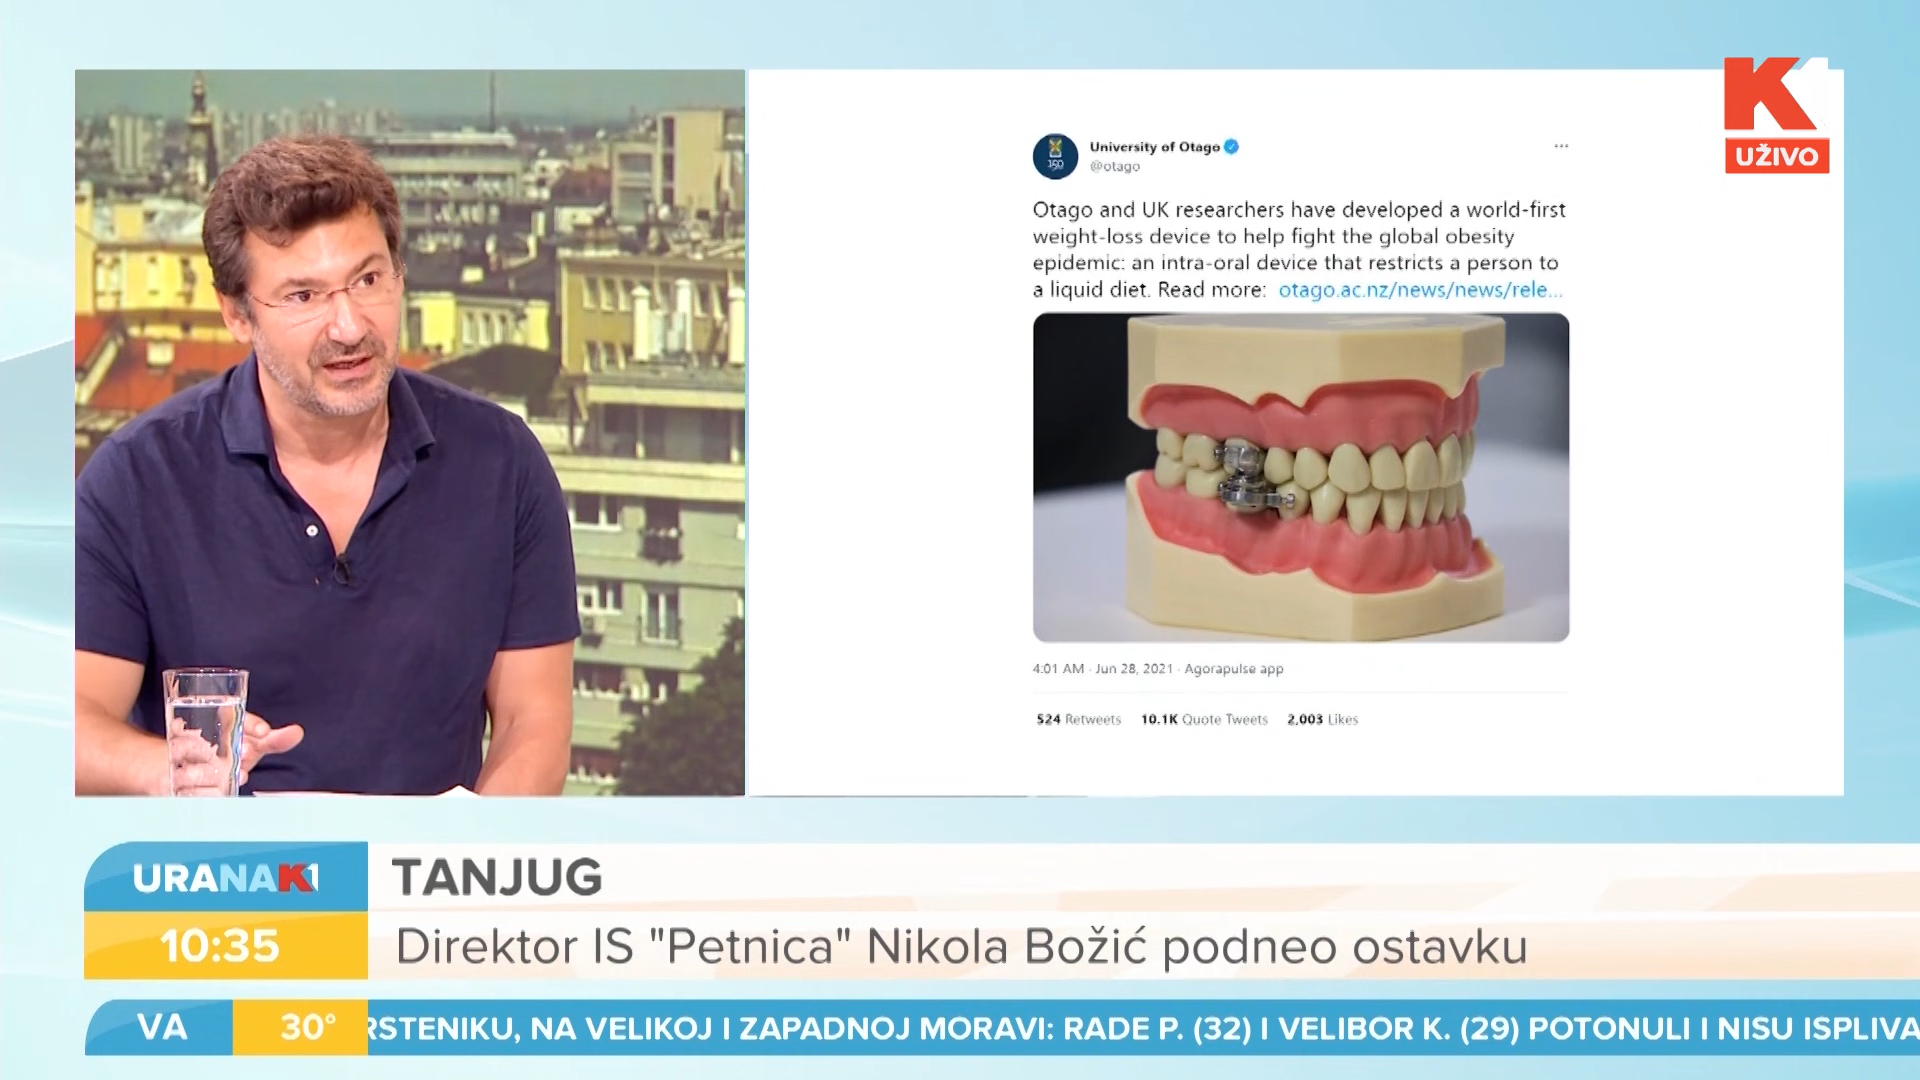 K1
UŽIVO
150
University of Otago
@otago
Otago and UK researchers have developed a world-first
weight-loss device to help fight the global obesity
epidemic: an intra-oral device that restricts a person to
a liquid diet. Read more: otago.ac.nz/news/news/rele...
4:01 AM · Jun 28, 2021 · Agorapulse app
524 Retweets 10.1K Quote Tweets 2,003 Likes
URANAK1
TANJUG
10:35
Direktor IS "Petnica" Nikola Božić podneo ostavku
VA 30° RSTENIKU, NA VELIKOJ I ZAPADNOJ MORAVI: RADE P. (32) I VELIBOR K. (29) POTONULI I NISU ISPLIVA